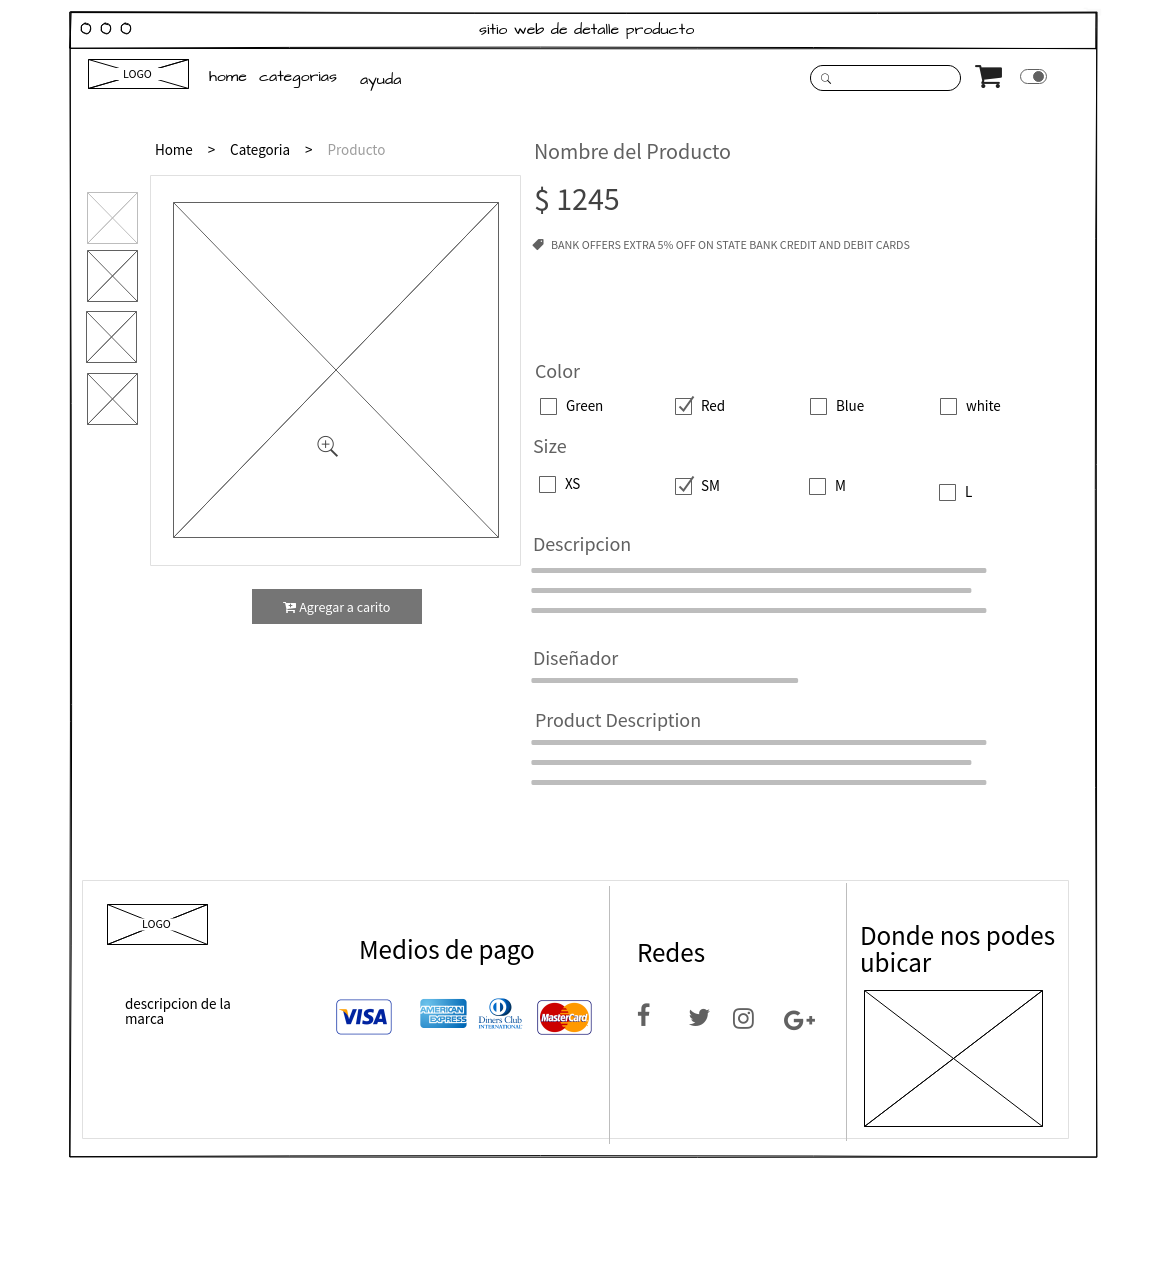 sitio web de detalle producto
LOGO
home categorias ayuda
Home > Categoria > Producto
Nombre del Producto
$ 1245
BANK OFFERS EXTRA 5% OFF ON STATE BANK CREDIT AND DEBIT CARDS
Color
Green Red Blue white
Size
XS SM M L
Descripcion
Agregar a carito
Diseñador
Product Description
LOGO
descripcion de la
marca
Medios de pago
VISA
AMERICAN
EXPRESS
Diners Club
INTERNATIONAL
MasterCard
Redes
Donde nos podes
ubicar